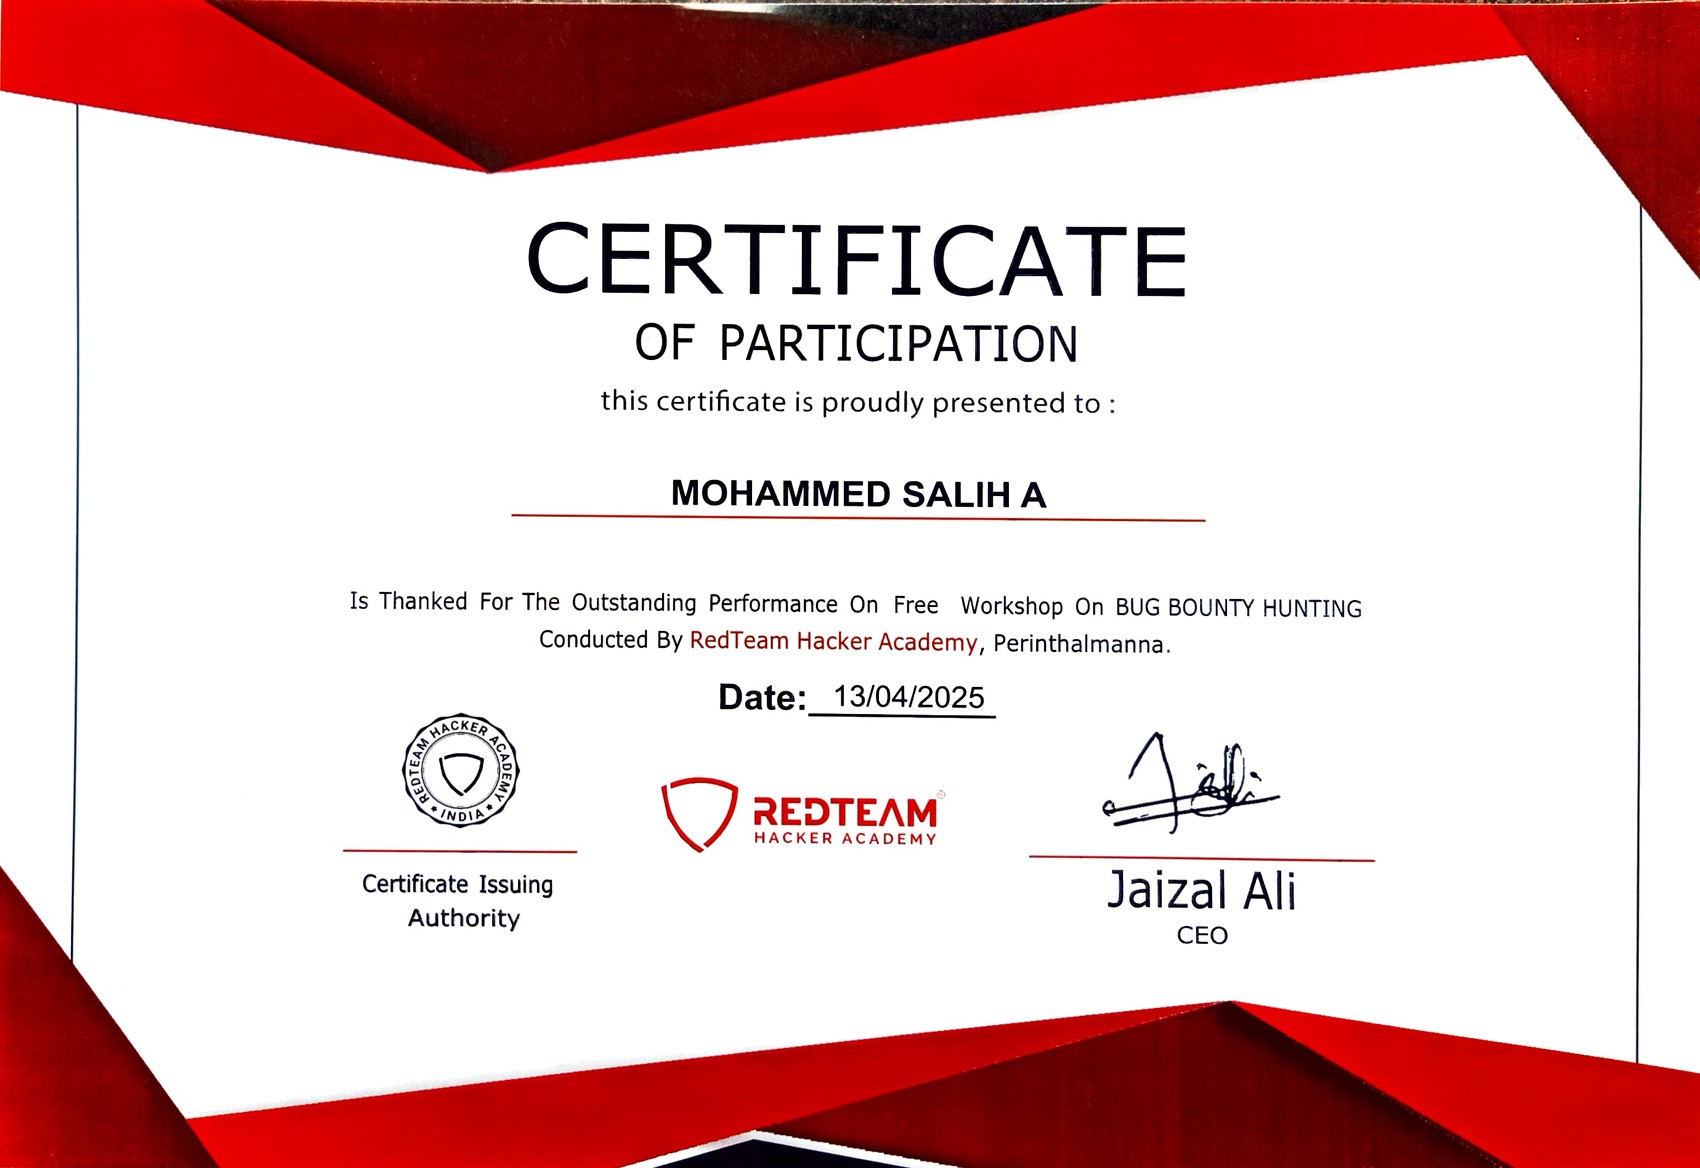 CERTIFICATE
OF PARTICIPATION
this certificate is proudly presented to :
MOHAMMED SALIH A
Is Thanked For The Outstanding Performance On Free Workshop On BUG BOUNTY HUNTING
Conducted By RedTeam Hacker Academy, Perinthalmanna.
Date: 13/04/2025
REDTEAM HACKER ACADEMY
★ INDIA ★
REDTEAM®
HACKER ACADEMY
Certificate Issuing
Authority
Jaizal Ali
CEO